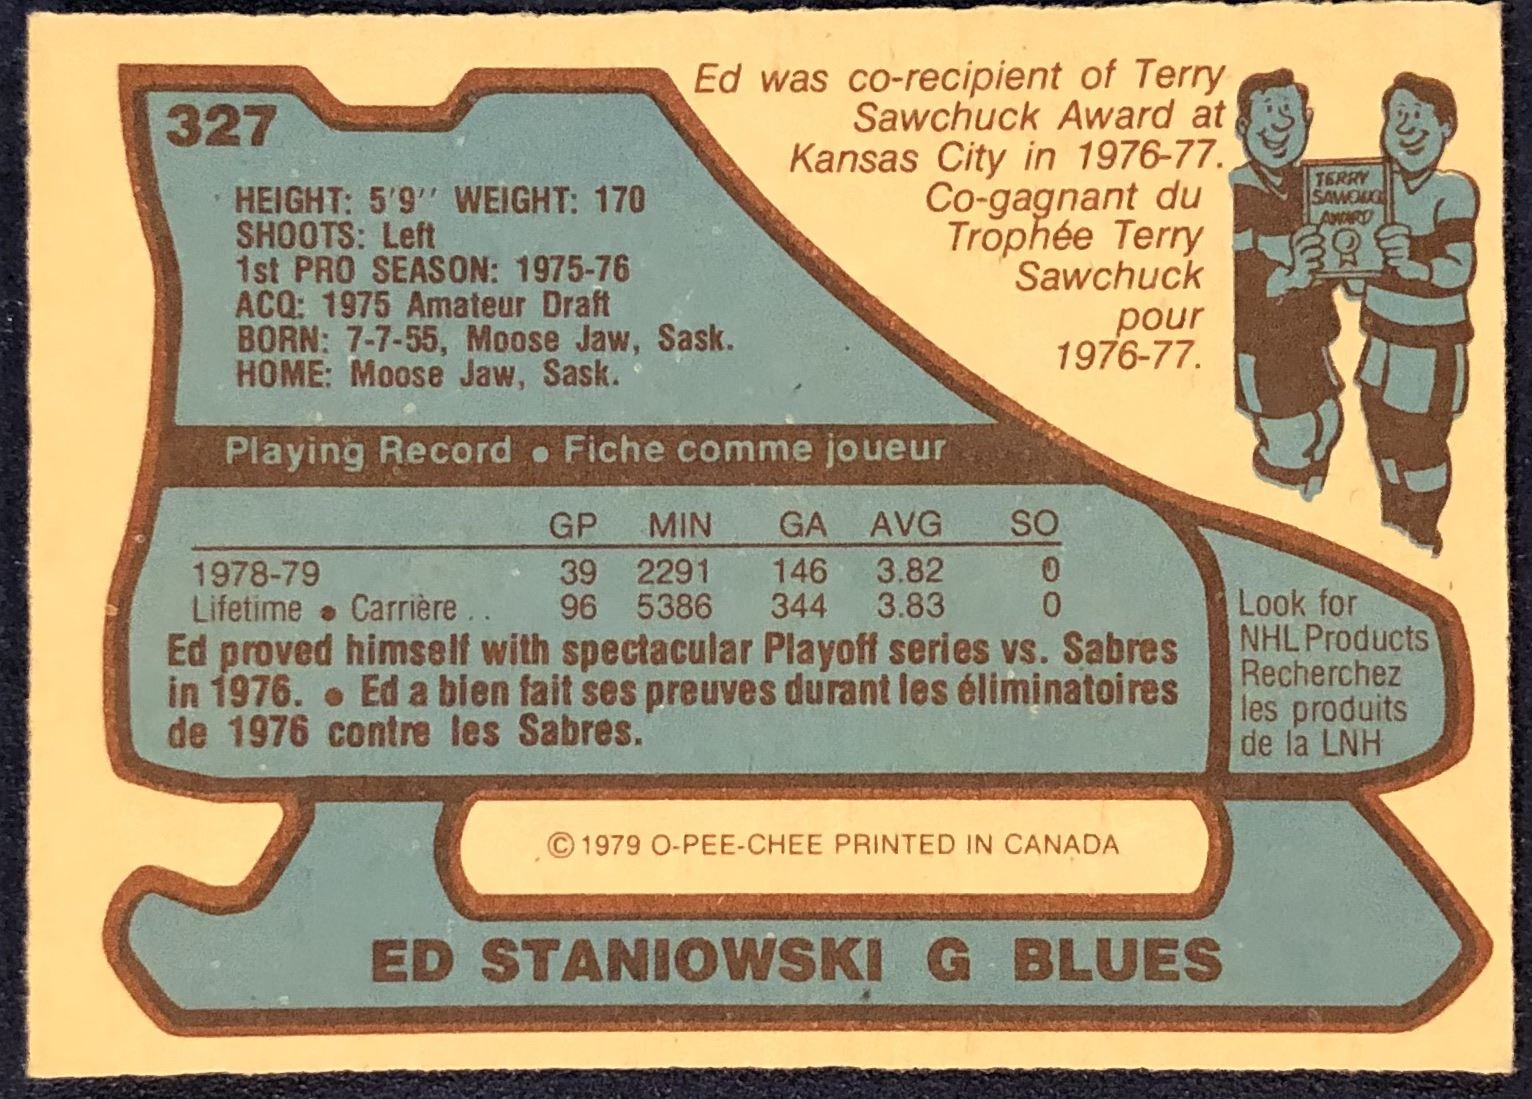 327
HEIGHT: 5'9'' WEIGHT: 170
SHOOTS: Left
1st PRO SEASON: 1975-76
ACQ: 1975 Amateur Draft
BORN: 7-7-55, Moose Jaw, Sask.
HOME: Moose Jaw, Sask.
Ed was co-recipient of Terry
Sawchuck Award at
Kansas City in 1976-77.
Co-gagnant du
Trophée Terry
Sawchuck
pour
1976-77.
TERRY
SAWCHUCK
AWARD
Playing Record • Fiche comme joueur
GP MIN GA AVG SO
1978-79 39 2291 146 3.82 0
Lifetime • Carrière .. 96 5386 344 3.83 0
Ed proved himself with spectacular Playoff series vs. Sabres
in 1976. • Ed a bien fait ses preuves durant les éliminatoires
de 1976 contre les Sabres.
Look for
NHL Products
Recherchez
les produits
de la LNH
© 1979 O-PEE-CHEE PRINTED IN CANADA
ED STANIOWSKI G BLUES